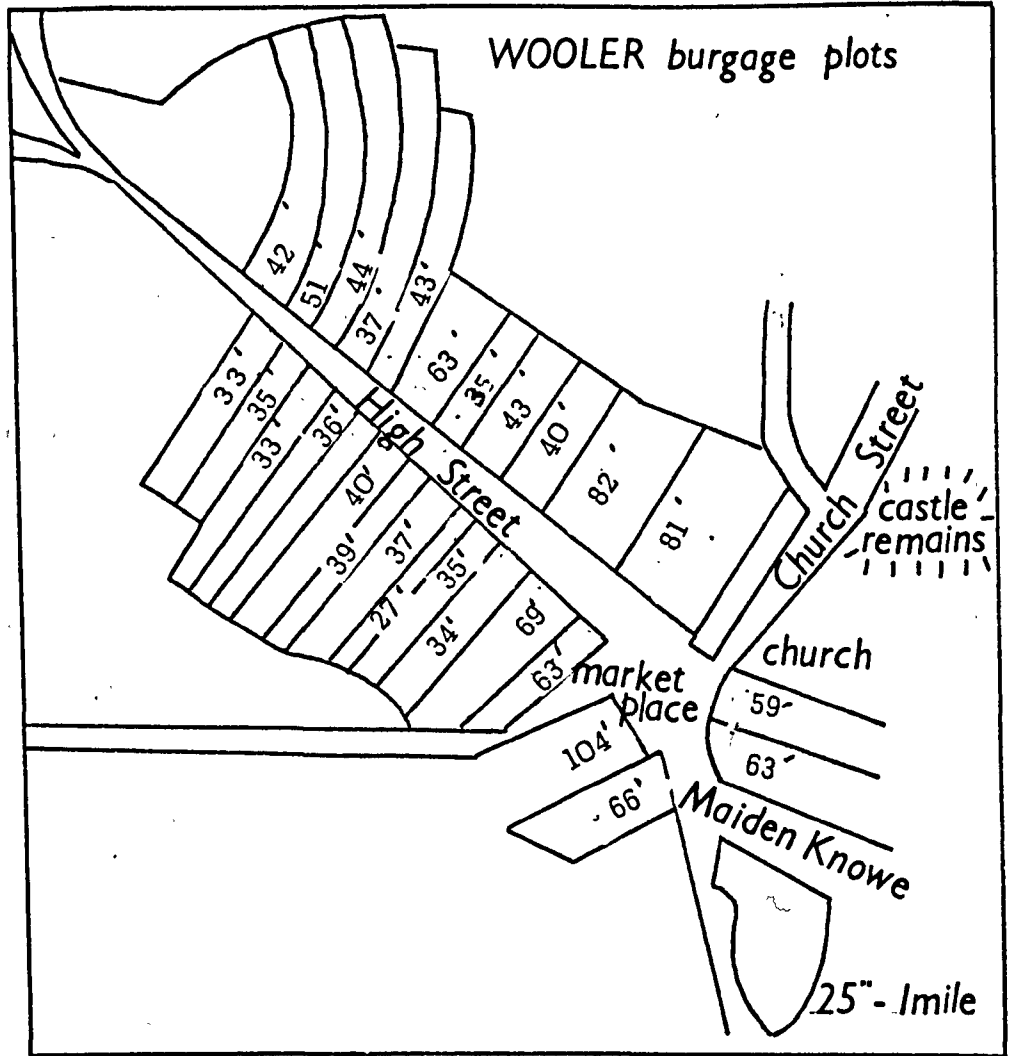 WOOLER burgage plots
42'
51'
44'
37'
43'
63'
35'
43'
40'
82'
81'
33'
35'
33'
36'
40'
39'
37'
27'
35'
34'
69'
63'
High Street
Church Street
castle
remains
church
market
place
59'
63'
104'
66'
Maiden Knowe
25"- 1mile